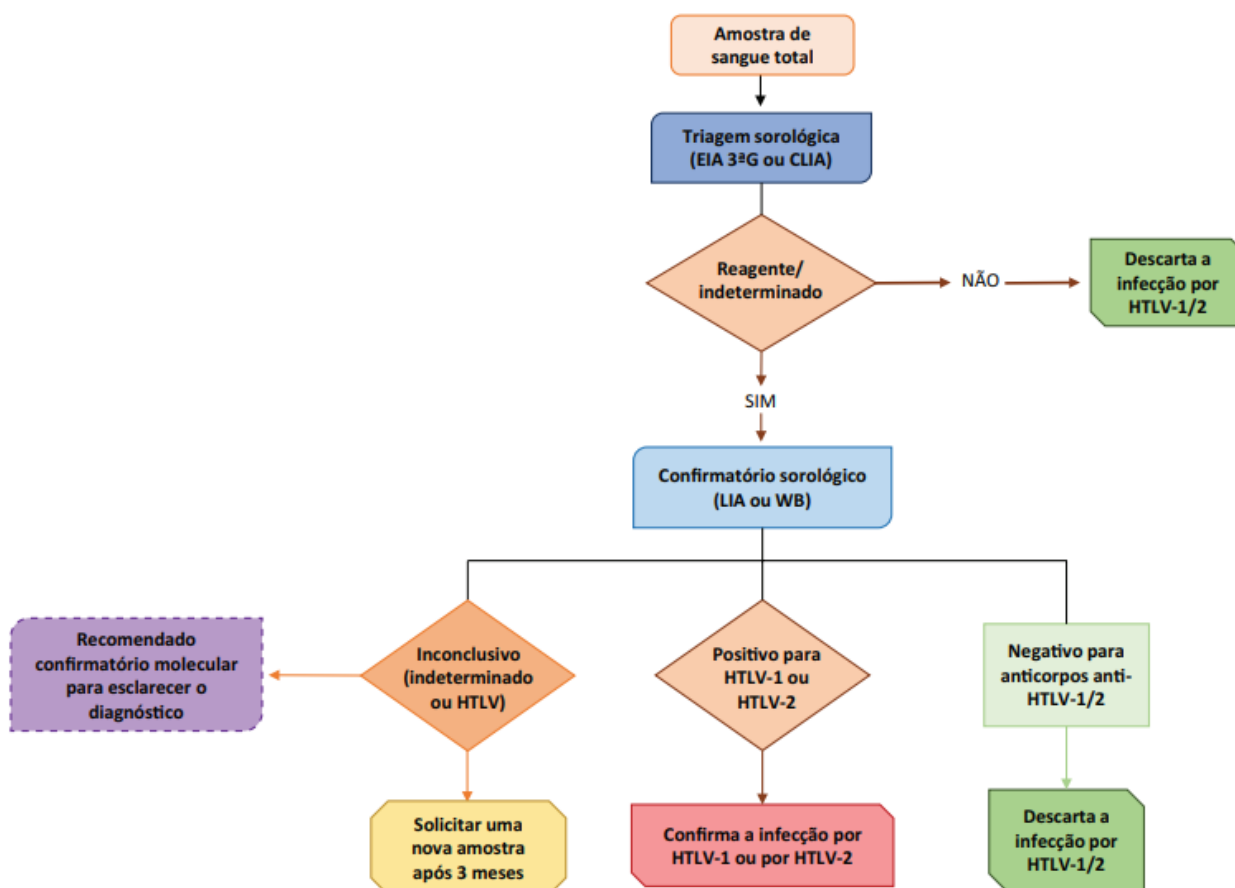 Amostra de
sangue total
Triagem sorológica
(EIA 3ªG ou CLIA)
Reagente/
indeterminado
NÃO
Descarta a
infecção por
HTLV-1/2
SIM
Confirmatório sorológico
(LIA ou WB)
Recomendado
confirmatório molecular
para esclarecer o
diagnóstico
Inconclusivo
(indeterminado
ou HTLV)
Positivo para
HTLV-1 ou
HTLV-2
Negativo para
anticorpos anti-
HTLV-1/2
Solicitar uma
nova amostra
após 3 meses
Confirma a infecção por
HTLV-1 ou por HTLV-2
Descarta a
infecção por
HTLV-1/2